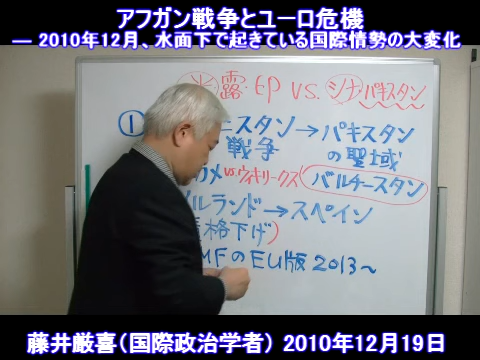 アフガン戦争とユーロ危機
— 2010年12月、水面下で起きている国際情勢の大変化
米露・EP VS. シナ・パキスタン
① ニスタン→パキスタン
戦争 の聖域
カメ VS. ウィキリークス バルチースタン
ルランド→スペイン
格下げ)
MFのEU版 2013〜
藤井厳喜(国際政治学者) 2010年12月19日